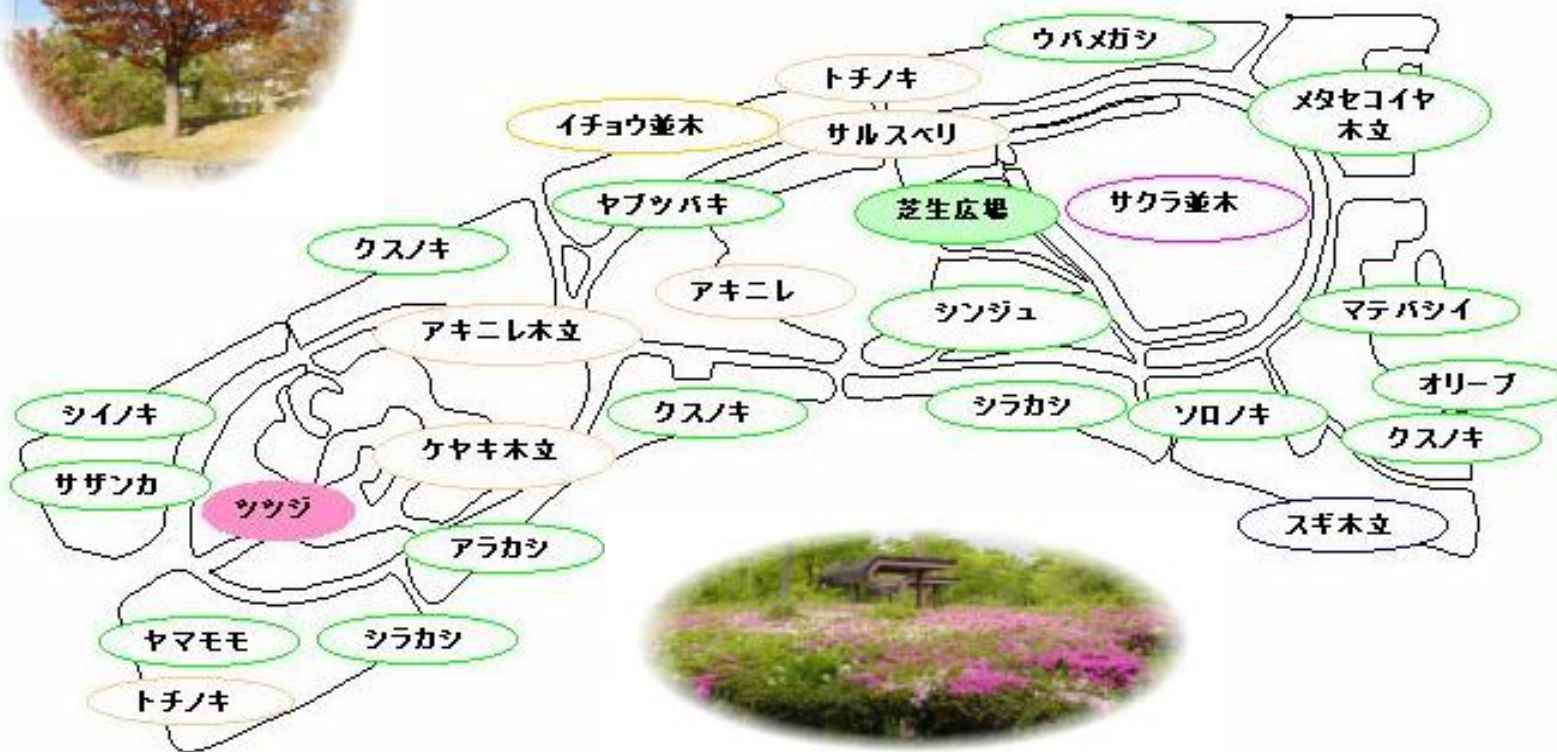 ウバメガシ
トチノキ
メタセコイヤ
木立
イチョウ並木
サルスベリ
ヤブツバキ
芝生広場
サクラ並木
クスノキ
アキニレ
シンジュ
マテバシイ
アキニレ木立
オリーブ
シイノキ
クスノキ
シラカシ
ソロノキ
クスノキ
ケヤキ木立
サザンカ
ツツジ
スギ木立
アラカシ
ヤマモモ
シラカシ
トチノキ